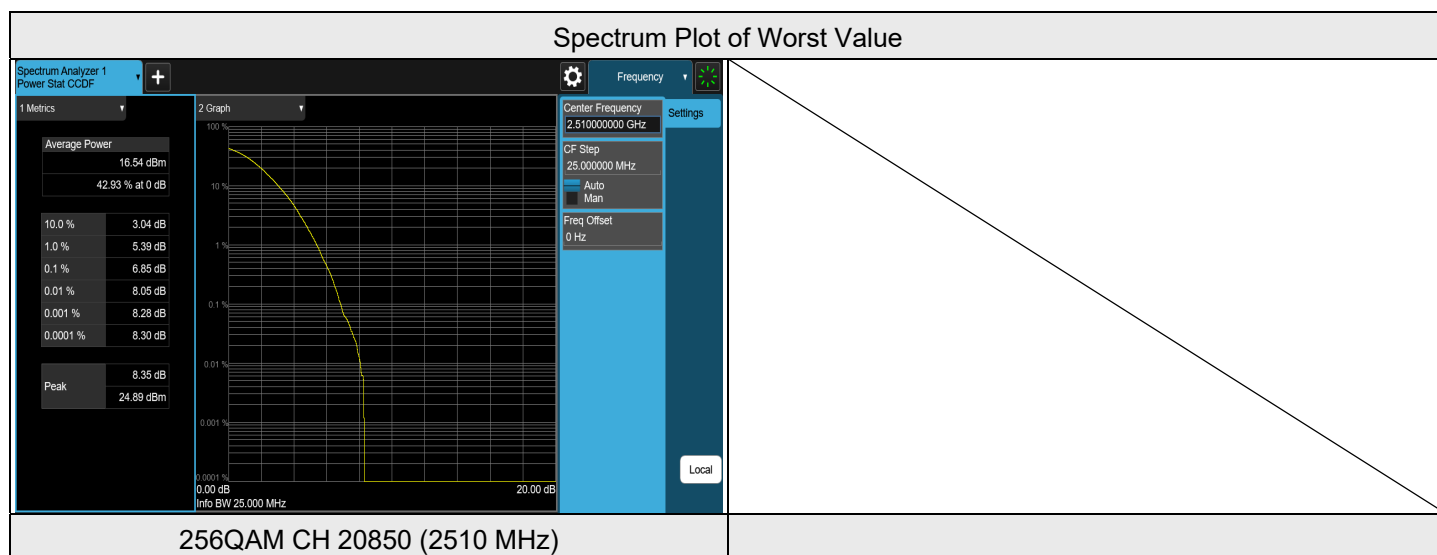 Spectrum Plot of Worst Value
Spectrum Analyzer 1
Power Stat CCDF
+
Frequency
1 Metrics
2 Graph
Center Frequency
2.510000000 GHz
Settings
CF Step
25.000000 MHz
Auto
Man
Freq Offset
0 Hz
Average Power
16.54 dBm
42.93 % at 0 dB
10.0 % 3.04 dB
1.0 % 5.39 dB
0.1 % 6.85 dB
0.01 % 8.05 dB
0.001 % 8.28 dB
0.0001 % 8.30 dB
Peak
8.35 dB
24.89 dBm
100 %
10 %
1 %
0.1 %
0.01 %
0.001 %
0.0001 %
0.00 dB 20.00 dB
Info BW 25.000 MHz
Local
256QAM CH 20850 (2510 MHz)